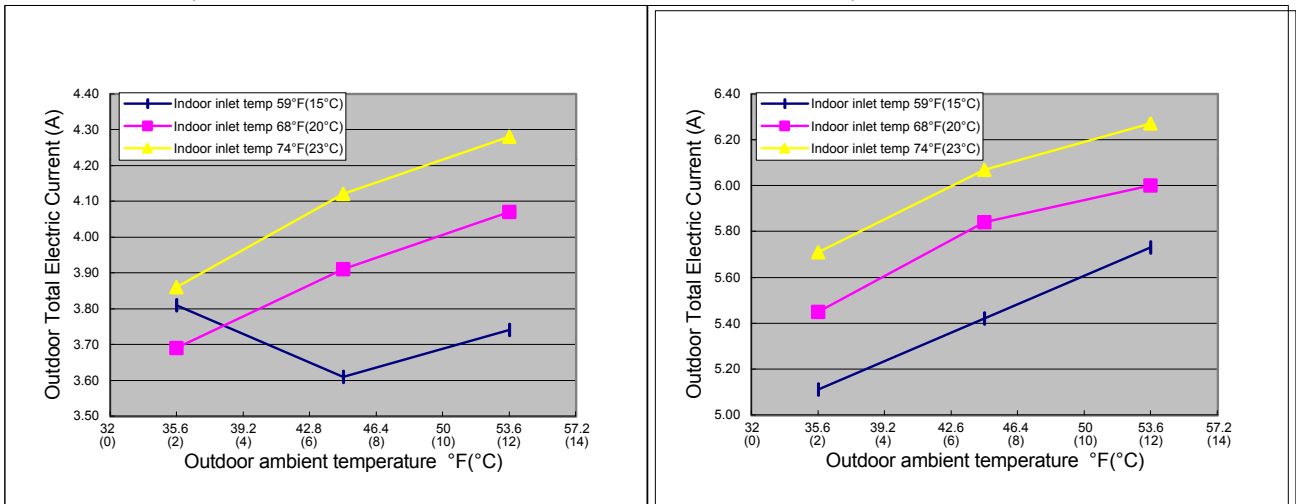 4.40
4.30
4.20
4.10
4.00
3.90
3.80
3.70
3.60
3.50
Outdoor Total Electric Current (A)
Indoor inlet temp 59°F(15°C)
Indoor inlet temp 68°F(20°C)
Indoor inlet temp 74°F(23°C)
32 35.6 39.2 42.8 46.4 50 53.6 57.2
(0) (2) (4) (6) (8) (10) (12) (14)
Outdoor ambient temperature °F(°C)
6.40
6.20
6.00
5.80
5.60
5.40
5.20
5.00
Outdoor Total Electric Current (A)
Indoor inlet temp 59°F(15°C)
Indoor inlet temp 68°F(20°C)
Indoor inlet temp 74°F(23°C)
32 35.6 39.2 42.6 46.4 50 53.6 57.2
(0) (2) (4) (6) (8) (10) (12) (14)
Outdoor ambient temperature °F(°C)